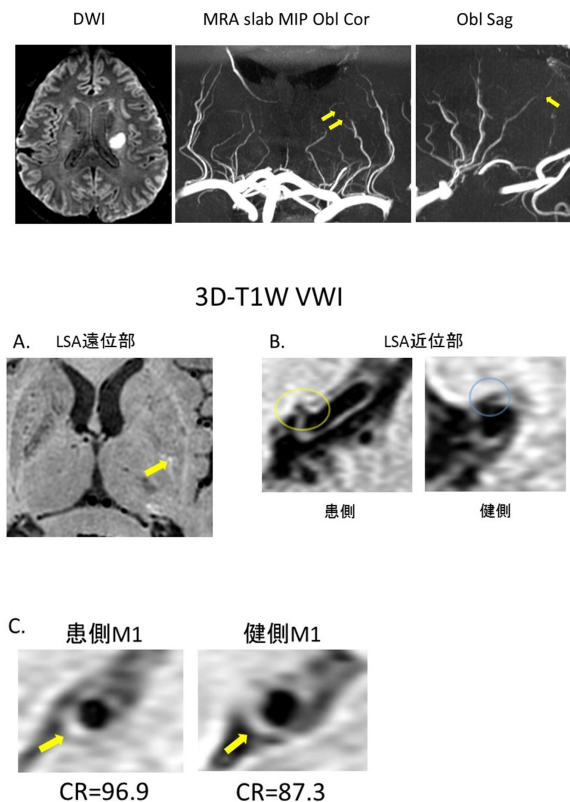 DWI
MRA slab MIP Obl Cor
Obl Sag
3D-T1W VWI
A.
LSA遠位部
B.
LSA近位部
患側
健側
C.
患側M1
健側M1
CR=96.9
CR=87.3